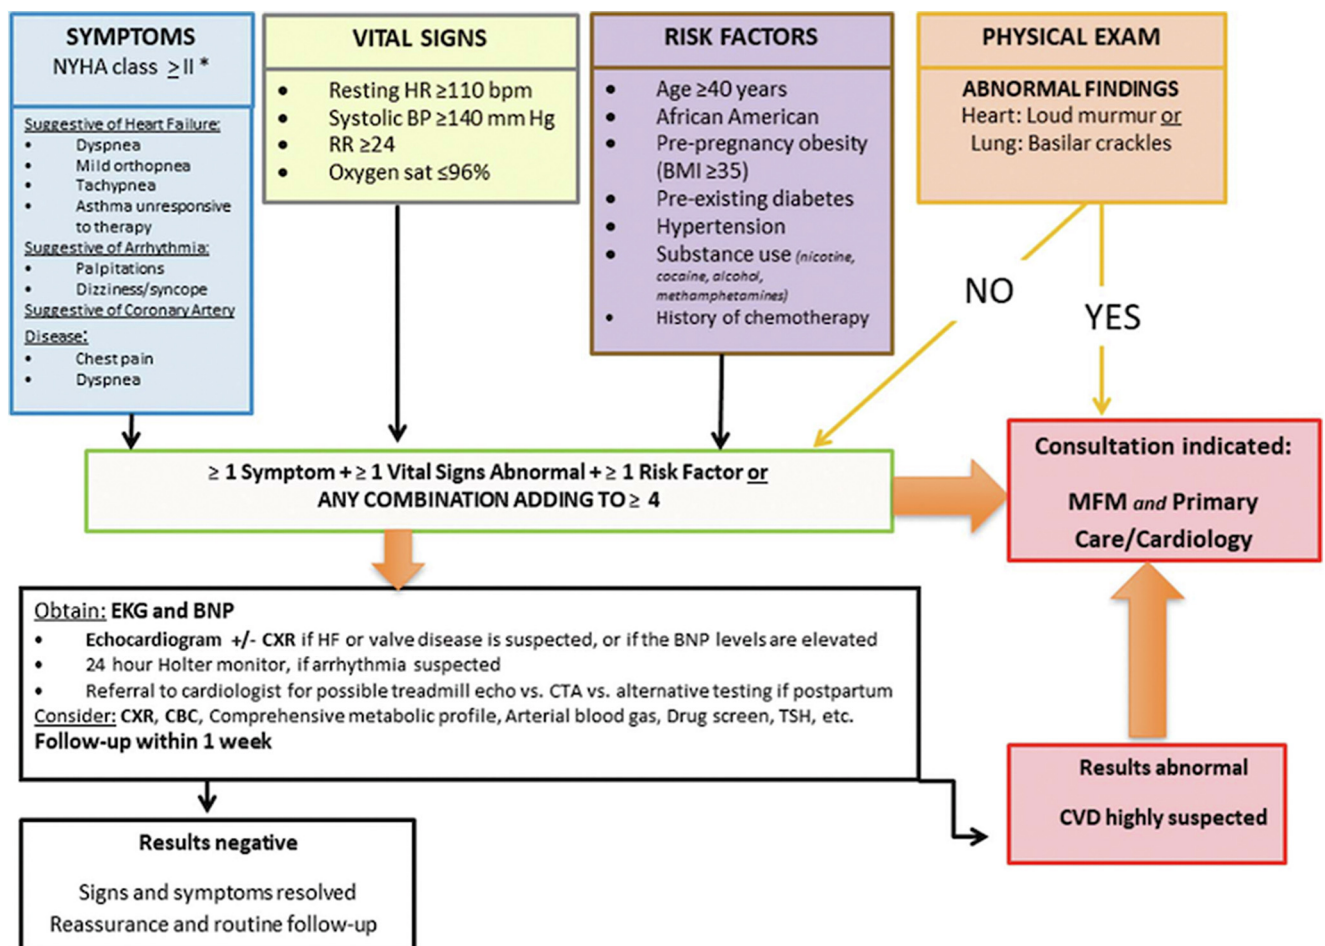 SYMPTOMS
NYHA class ≥ II *
Suggestive of Heart Failure:
• Dyspnea
• Mild orthopnea
• Tachypnea
• Asthma unresponsive
to therapy
Suggestive of Arrhythmia:
• Palpitations
• Dizziness/syncope
Suggestive of Coronary Artery
Disease:
• Chest pain
• Dyspnea
VITAL SIGNS
• Resting HR ≥110 bpm
• Systolic BP ≥140 mm Hg
• RR ≥24
• Oxygen sat ≤96%
RISK FACTORS
• Age ≥40 years
• African American
• Pre-pregnancy obesity
(BMI ≥35)
• Pre-existing diabetes
• Hypertension
• Substance use (nicotine,
cocaine, alcohol,
methamphetamines)
• History of chemotherapy
PHYSICAL EXAM
ABNORMAL FINDINGS
Heart: Loud murmur or
Lung: Basilar crackles
NO
YES
≥ 1 Symptom + ≥ 1 Vital Signs Abnormal + ≥ 1 Risk Factor or
ANY COMBINATION ADDING TO ≥ 4
Consultation indicated:
MFM and Primary
Care/Cardiology
Obtain: EKG and BNP
• Echocardiogram +/- CXR if HF or valve disease is suspected, or if the BNP levels are elevated
• 24 hour Holter monitor, if arrhythmia suspected
• Referral to cardiologist for possible treadmill echo vs. CTA vs. alternative testing if postpartum
Consider: CXR, CBC, Comprehensive metabolic profile, Arterial blood gas, Drug screen, TSH, etc.
Follow-up within 1 week
Results abnormal
CVD highly suspected
Results negative
Signs and symptoms resolved
Reassurance and routine follow-up